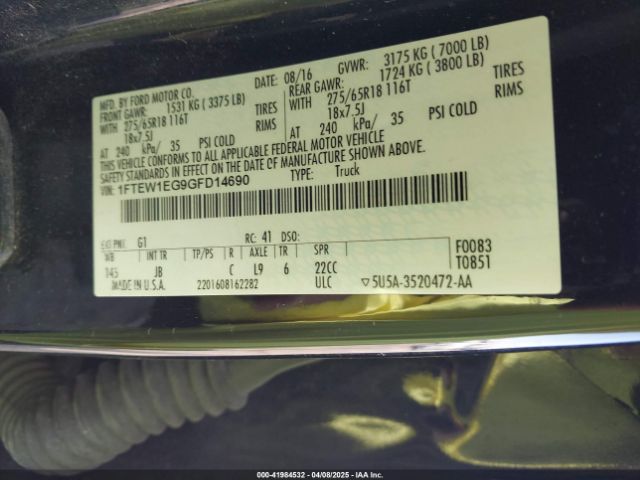 MFD. BY FORD MOTOR CO. DATE: 08/16 GVWR: 3175 KG ( 7000 LB)
FRONT GAWR: 1531 KG ( 3375 LB) REAR GAWR: 1724 KG ( 3800 LB)
WITH 275/65R18 116T TIRES WITH 275/65R18 116T TIRES
18x7.5J RIMS 18x7.5J RIMS
AT 240 kPa/ 35 PSI COLD AT 240 kPa/ 35 PSI COLD
THIS VEHICLE CONFORMS TO ALL APPLICABLE FEDERAL MOTOR VEHICLE
SAFETY STANDARDS IN EFFECT ON THE DATE OF MANUFACTURE SHOWN ABOVE.
VIN: 1FTEW1EG9GFD14690 TYPE: Truck
EXT PNT: G1 RC: 41 DSO: F0083
WB INT TR TP/PS R AXLE TR SPR T0851
145 JB C L9 6 22CC
MADE IN U.S.A. 2201608162282 ULC ▽5U5A-3520472-AA
000-41984532 - 04/08/2025 - IAA Inc.